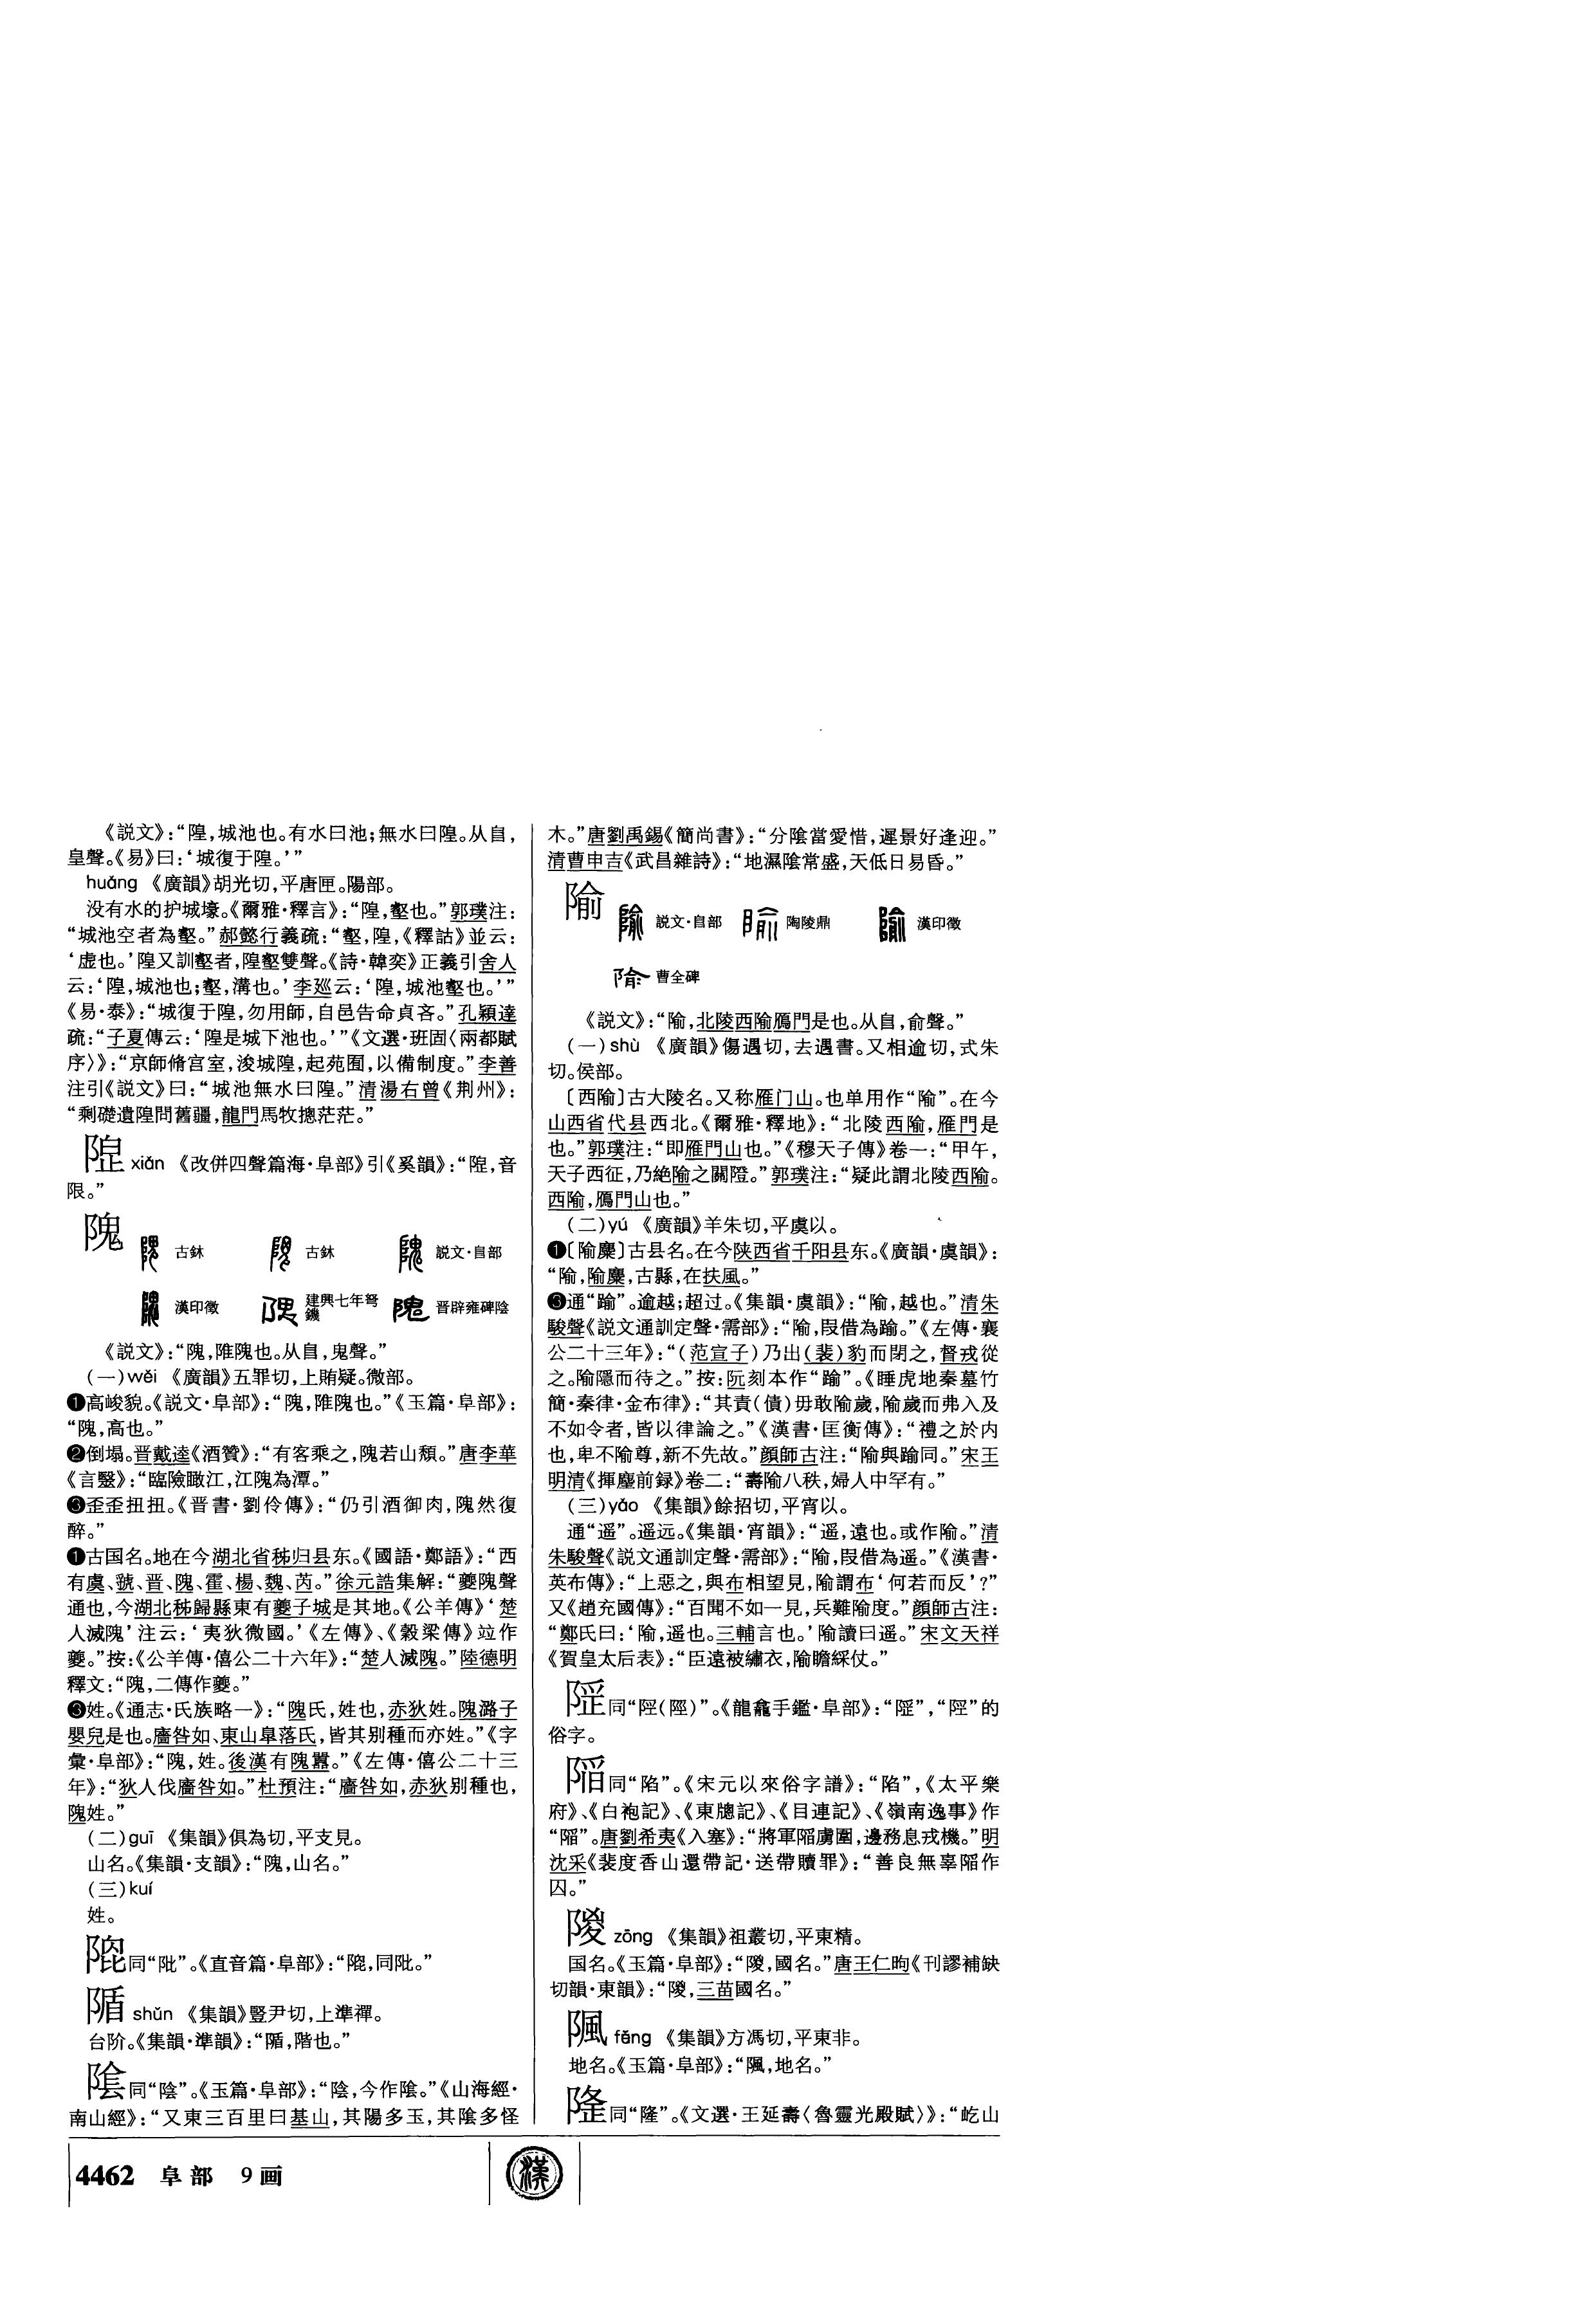 《説文》：“隍，城池也。有水曰池；無水曰隍。从𨸏，
皇聲。《易》曰：‘城復于隍。’”
huáng 《廣韻》胡光切，平唐匣。陽部。
没有水的护城壕。《爾雅·釋言》：“隍，壑也。”郭璞注：
“城池空者為壑。”郝懿行義疏：“壑，隍，《釋詁》並云：
‘虚也。’隍又訓壑者，隍壑雙聲。《詩·韓奕》正義引舍人
云：‘隍，城池也；壑，溝也。’李廵云：‘隍，城池壑也。’”
《易·泰》：“城復于隍，勿用師，自邑告命貞吝。”孔穎達
疏：“子夏傳云：‘隍是城下池也。’”《文選·班固〈兩都賦
序〉》：“京師脩宫室，浚城隍，起苑囿，以備制度。”李善
注引《説文》曰：“城池無水曰隍。”清湯右曾《荆州》：
“剩礎遺隍問舊疆，龍門馬牧摠茫茫。”
xiǎn 《改併四聲篇海·阜部》引《奚韻》：“，音
限。”
隗 古鉥 古鉥 説文·𨸏部
漢印徵 建興七年弩鐖 晋辟雍碑陰
《説文》：“隗，陮隗也。从𨸏，鬼聲。”
（一）wěi 《廣韻》五罪切，上賄疑。微部。
❶高峻貌。《説文·阜部》：“隗，陮隗也。”《玉篇·阜部》：
“隗，高也。”
❷倒塌。晋戴逵《酒贊》：“有客乘之，隗若山頽。”唐李華
《言毉》：“臨險瞰江，江隗為潭。”
❸歪歪扭扭。《晋書·劉伶傳》：“仍引酒御肉，隗然復
醉。”
❶古国名。地在今湖北省秭归县东。《國語·鄭語》：“西
有虞、虢、晋、隗、霍、楊、魏、芮。”徐元誥集解：“夔隗聲
通也，今湖北秭歸縣東有夔子城是其地。《公羊傳》‘楚
人滅隗’注云：‘夷狄微國。’《左傳》、《穀梁傳》竝作
夔。”按：《公羊傳·僖公二十六年》：“楚人滅隗。”陸德明
釋文：“隗，二傳作夔。”
❸姓。《通志·氏族略一》：“隗氏，姓也，赤狄姓。隗潞子
嬰兒是也。廧咎如、東山臯落氏，皆其别種而亦姓。”《字
彙·阜部》：“隗，姓。後漢有隗囂。”《左傳·僖公二十三
年》：“狄人伐廧咎如。”杜預注：“廧咎如，赤狄别種也，
隗姓。”
（二）guī 《集韻》俱為切，平支見。
山名。《集韻·支韻》：“隗，山名。”
（三）kuí
姓。
同“阰”。《直音篇·阜部》：“，同阰。”
𨺙 shǔn 《集韻》豎尹切，上準禪。
台阶。《集韻·準韻》：“𨺙，階也。”
隂同“陰”。《玉篇·阜部》：“陰，今作隂。”《山海經·
南山經》：“又東三百里曰基山，其陽多玉，其隂多怪
木。”唐劉禹錫《簡尚書》：“分隂當愛惜，遲景好逢迎。”
清曹申吉《武昌雜詩》：“地濕隂常盛，天低日易昏。”
隃 説文·𨸏部 陶陵鼎 漢印徵
曹全碑
《説文》：“隃，北陵西隃鴈門是也。从𨸏，俞聲。”
（一）shù 《廣韻》傷遇切，去遇書。又相逾切，式朱
切。侯部。
〔西隃〕古大陵名。又称雁门山。也单用作“隃”。在今
山西省代县西北。《爾雅·釋地》：“北陵西隃，雁門是
也。”郭璞注：“即雁門山也。”《穆天子傳》卷一：“甲午，
天子西征，乃絶隃之關隥。”郭璞注：“疑此謂北陵西隃。
西隃，鴈門山也。”
（二）yú 《廣韻》羊朱切，平虞以。
❶〔隃麋〕古县名。在今陕西省千阳县东。《廣韻·虞韻》：
“隃，隃麋，古縣，在扶風。”
❸通“踰”。逾越；超过。《集韻·虞韻》：“隃，越也。”清朱
駿聲《説文通訓定聲·需部》：“隃，叚借為踰。”《左傳·襄
公二十三年》：“（范宣子）乃出（裴）豹而閉之，督戎從
之。隃隱而待之。”按：阮刻本作“踰”。《睡虎地秦墓竹
簡·秦律·金布律》：“其責（債）毋敢隃歲，隃歲而弗入及
不如令者，皆以律論之。”《漢書·匡衡傳》：“禮之於内
也，卑不隃尊，新不先故。”顔師古注：“隃與踰同。”宋王
明清《揮塵前録》卷二：“壽隃八秩，婦人中罕有。”
（三）yáo 《集韻》餘招切，平宵以。
通“遥”。遥远。《集韻·宵韻》：“遥，遠也。或作隃。”清
朱駿聲《説文通訓定聲·需部》：“隃，叚借為遥。”《漢書·
英布傳》：“上惡之，與布相望見，隃謂布‘何若而反’？”
又《趙充國傳》：“百聞不如一見，兵難隃度。”顔師古注：
“鄭氏曰：‘隃，遥也。三輔言也。’隃讀曰遥。”宋文天祥
《賀皇太后表》：“臣遠被繡衣，隃瞻綵仗。”
同“𨹟（陘）”。《龍龕手鑑·阜部》：“”，“𨹟”的
俗字。
同“陷”。《宋元以來俗字譜》：“陷”，《太平樂
府》、《白袍記》、《東牕記》、《目連記》、《嶺南逸事》作
“”。唐劉希夷《入塞》：“將軍虜圍，邊務息戎機。”明
沈采《裴度香山還帶記·送帶贖罪》：“善良無辜作
囚。”
𨺡 zōng 《集韻》祖叢切，平東精。
国名。《玉篇·阜部》：“𨺡，國名。”唐王仁昫《刊謬補缺
切韻·東韻》：“𨺡，三苗國名。”
fāng 《集韻》方馮切，平東非。
地名。《玉篇·阜部》：“，地名。”
同“隆”。《文選·王延壽〈魯靈光殿賦〉》：“屹山
4462 阜部 9画
漢